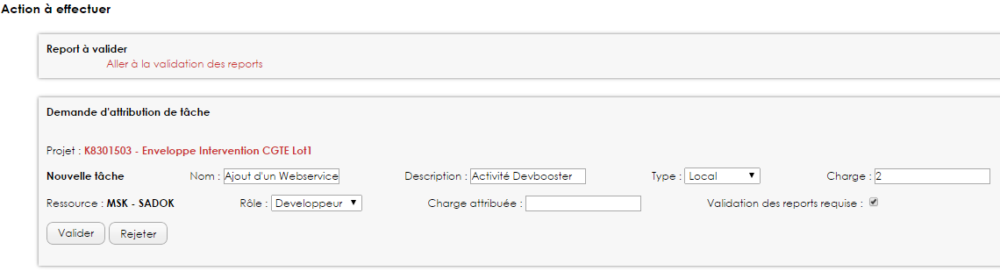 Action à effectuer
Report à valider
Aller à la validation des reports
Demande d'attribution de tâche
Projet : K8301503 - Enveloppe Intervention CGTE Lot1
Nouvelle tâche Nom : Ajout d'un Webservice Description : Activité Devbooster Type : Local Charge : 2
Ressource : MSK - SADOK Rôle : Developpeur Charge attribuée : Validation des reports requise :
Valider Rejeter